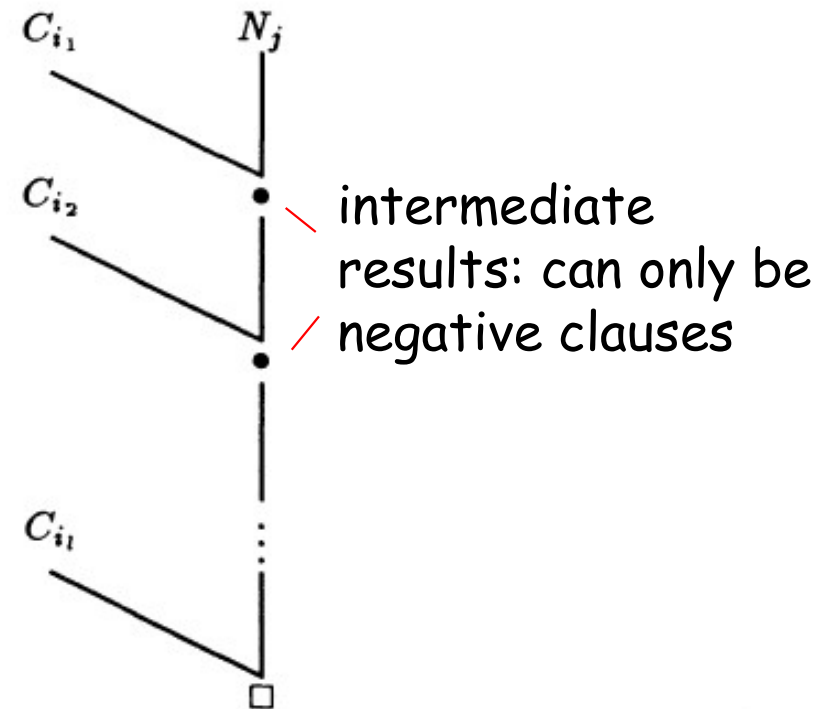 C_{i_1} N_j
C_{i_2}
intermediate
results: can only be
negative clauses
C_{i_l}